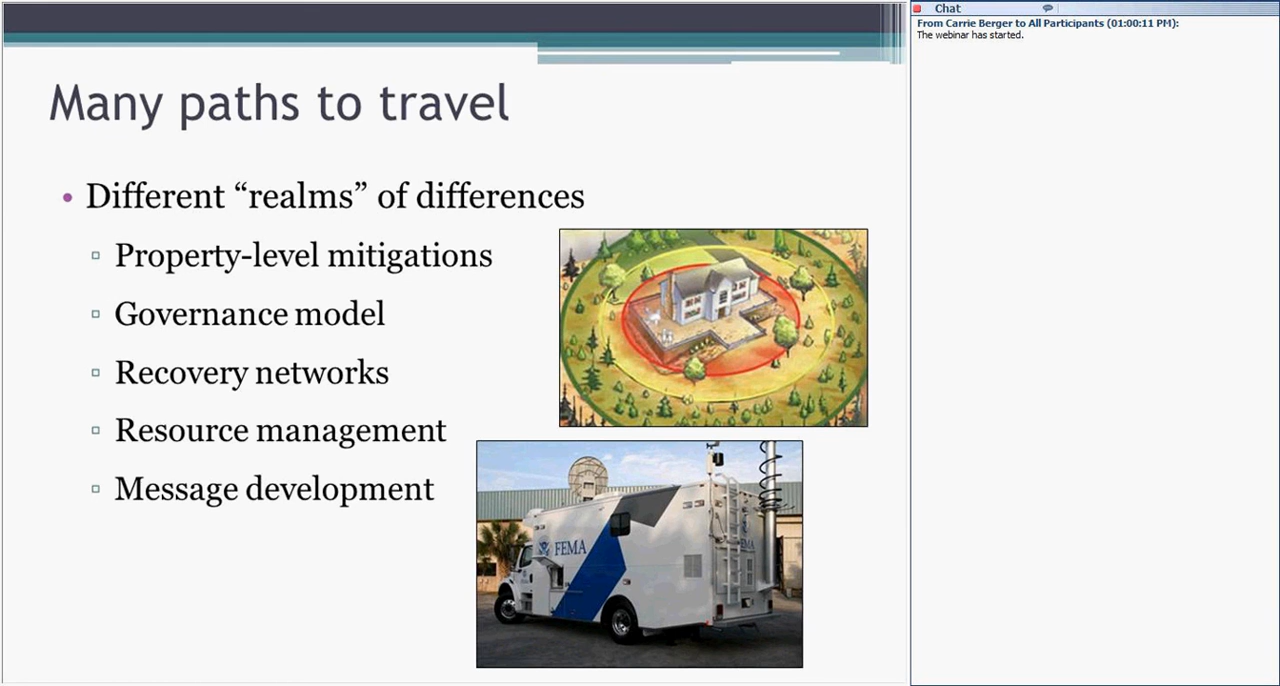 Many paths to travel
• Different “realms” of differences
▫ Property-level mitigations
▫ Governance model
▫ Recovery networks
▫ Resource management
▫ Message development
FEMA
EMA
Chat
From Carrie Berger to All Participants (01:00:11 PM):
The webinar has started.